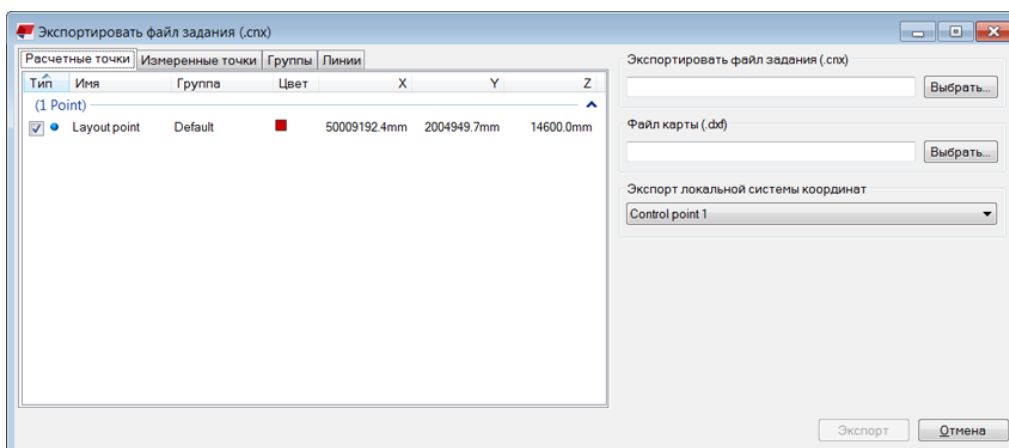 Экспортировать файл задания (.cnx)
Расчетные точки Измеренные точки Группы Линии
Тип Имя Группа Цвет X Y Z
(1 Point)
Layout point Default 50009192.4mm 2004949.7mm 14600.0mm
Экспортировать файл задания (.cnx)
Выбрать...
Файл карты (.dxf)
Выбрать...
Экспорт локальной системы координат
Control point 1
Экспорт Отмена